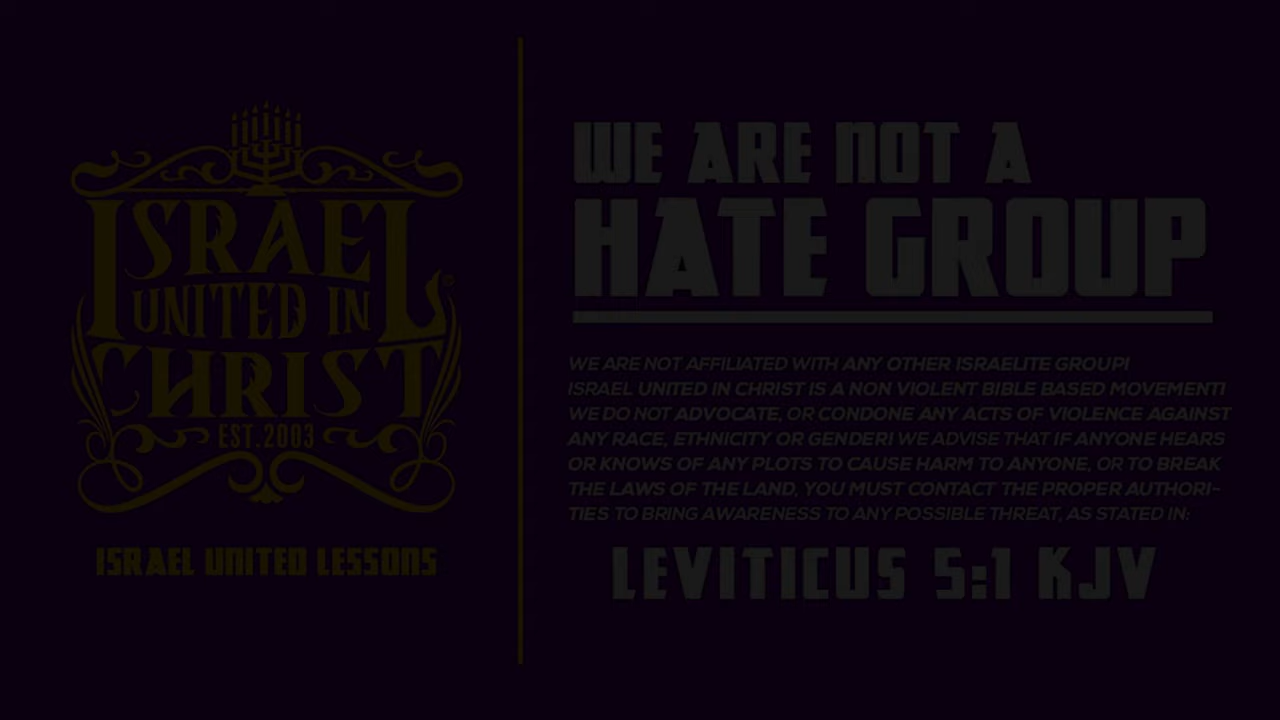 ISRAEL
UNITED IN
CHRIST
EST.2003
ISRAEL UNITED LESSONS
WE ARE NOT A
HATE GROUP
WE ARE NOT AFFILIATED WITH ANY OTHER ISRAELITE GROUP!
ISRAEL UNITED IN CHRIST IS A NON VIOLENT BIBLE BASED MOVEMENT!
WE DO NOT ADVOCATE, OR CONDONE ANY ACTS OF VIOLENCE AGAINST
ANY RACE, ETHNICITY OR GENDER! WE ADVISE THAT IF ANYONE HEARS
OR KNOWS OF ANY PLOTS TO CAUSE HARM TO ANYONE, OR TO BREAK
THE LAWS OF THE LAND, YOU MUST CONTACT THE PROPER AUTHORI-
TIES TO BRING AWARENESS TO ANY POSSIBLE THREAT, AS STATED IN:
LEVITICUS 5:1 KJV